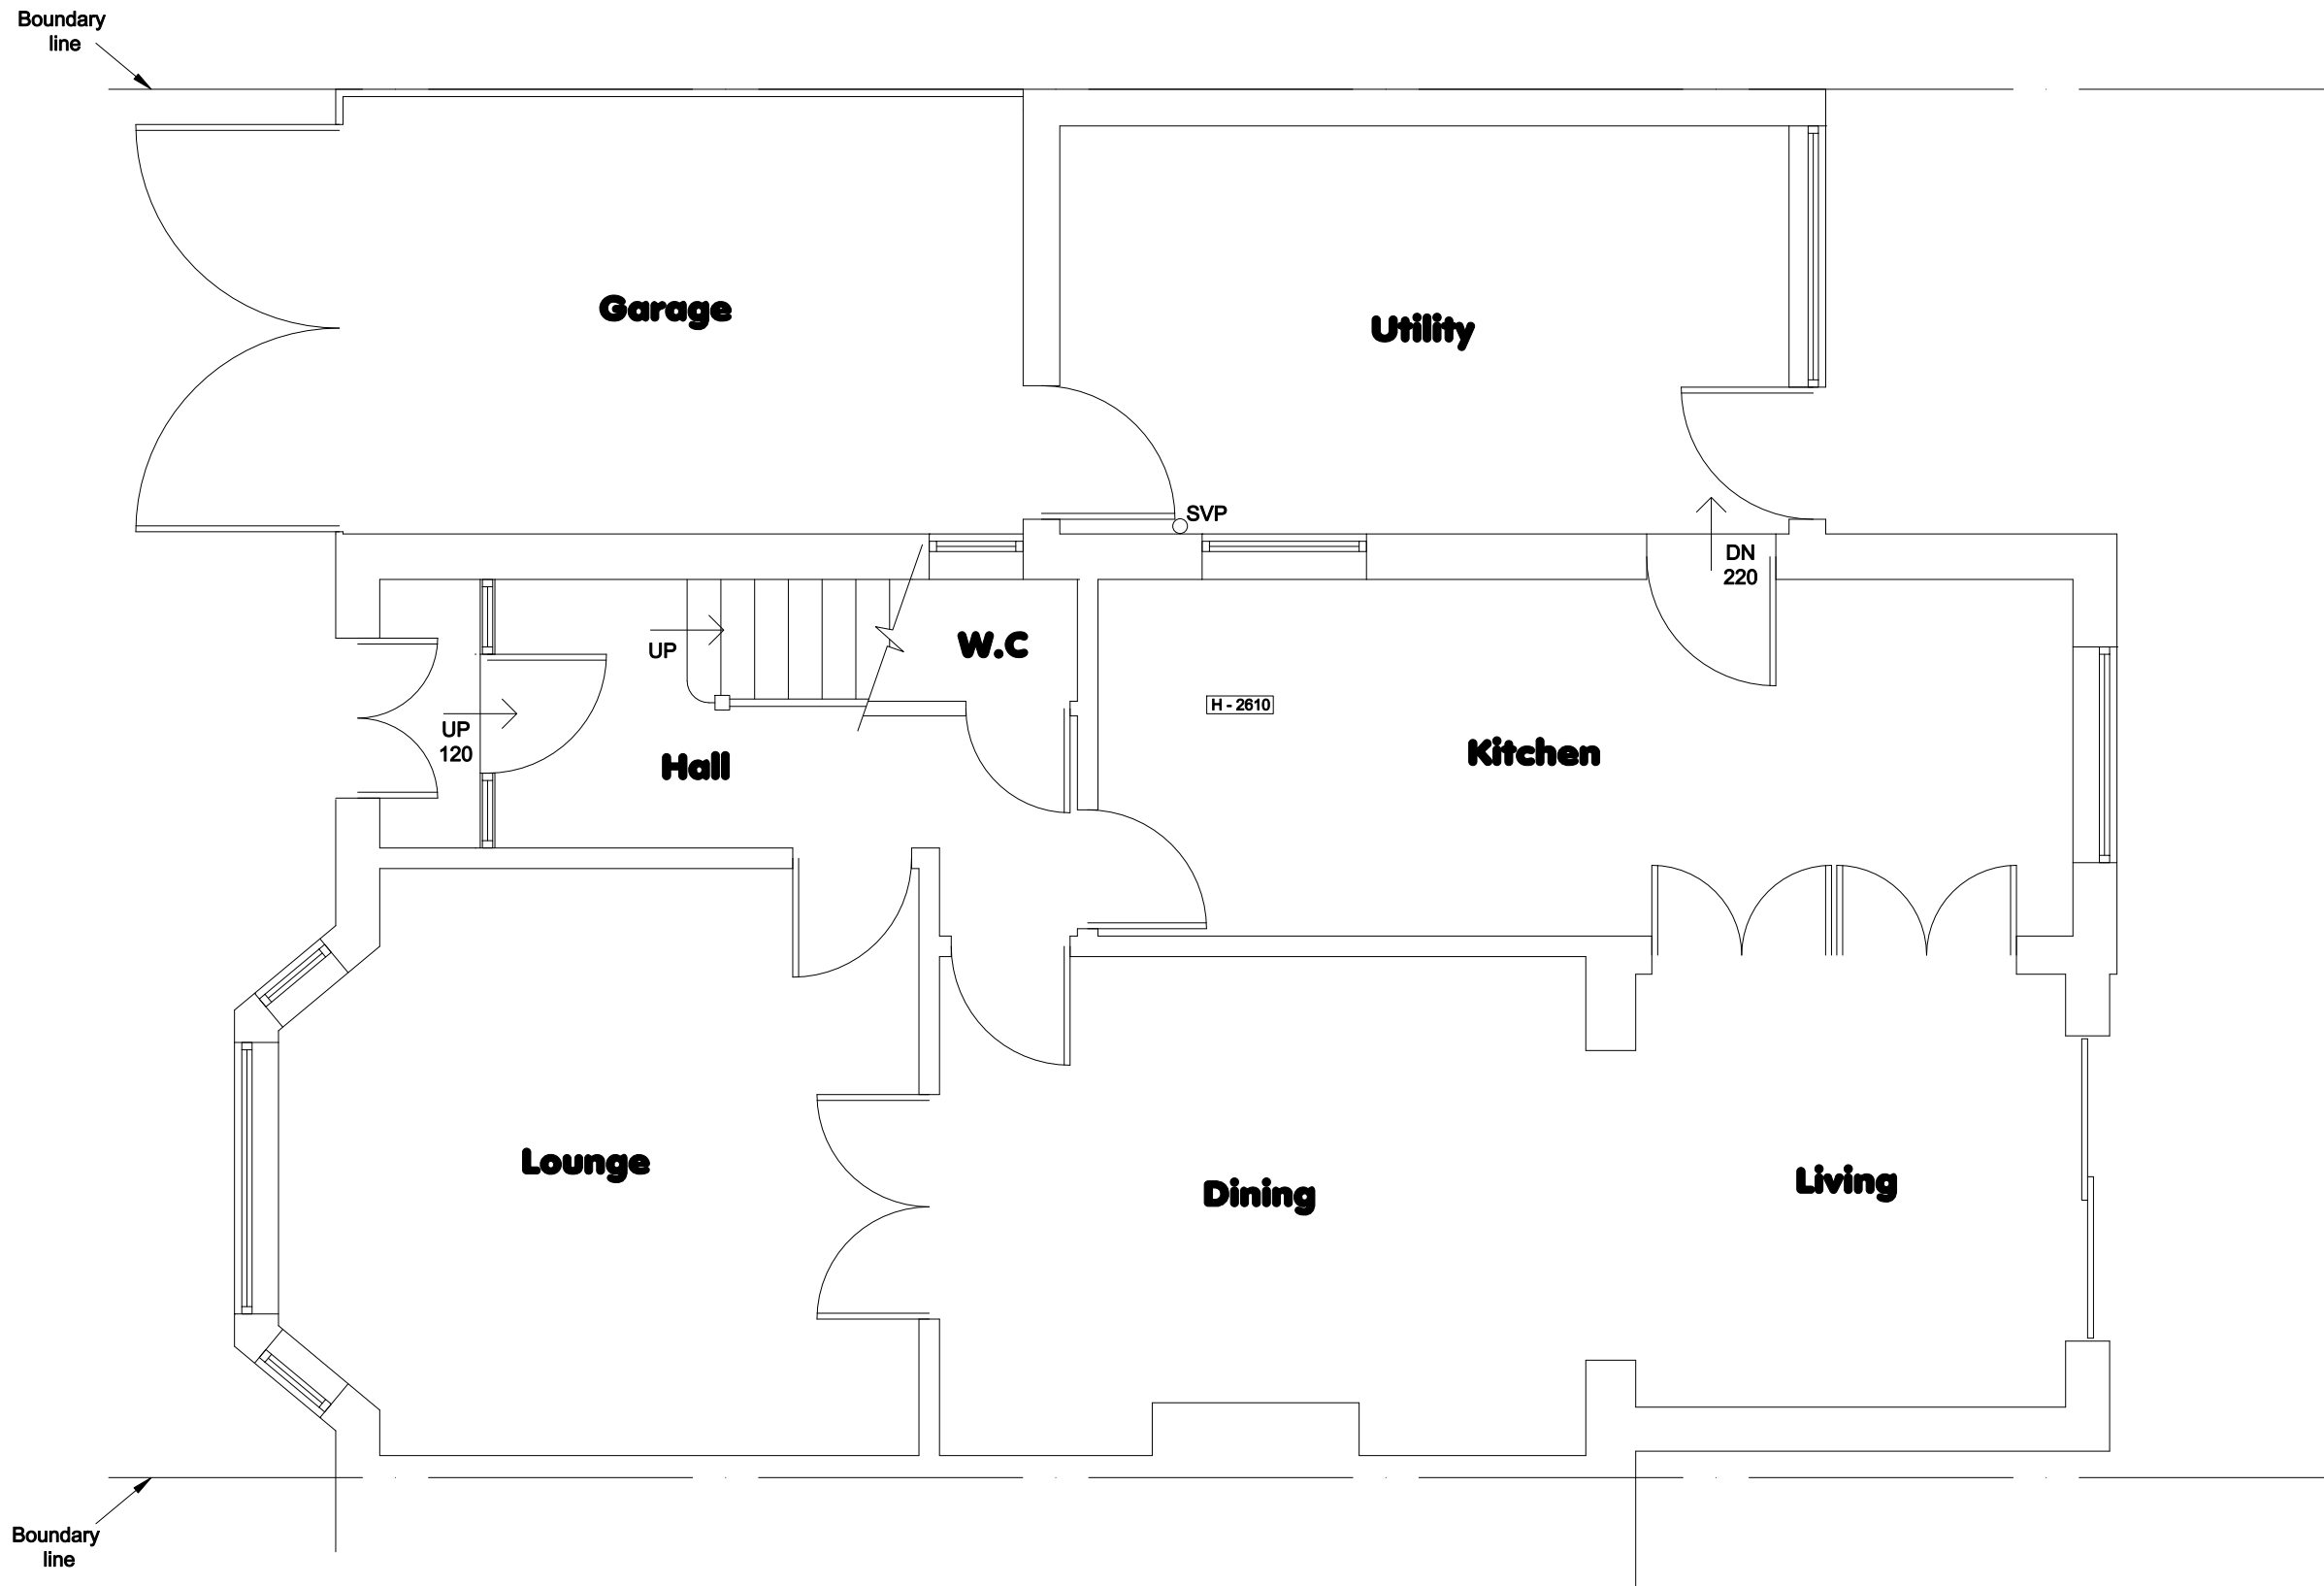 Boundary
line
Garage
Utility
SVP
DN
220
UP
W.C
H - 2610
UP
120
Hall
Kitchen
Lounge
Dining
Living
Boundary
line